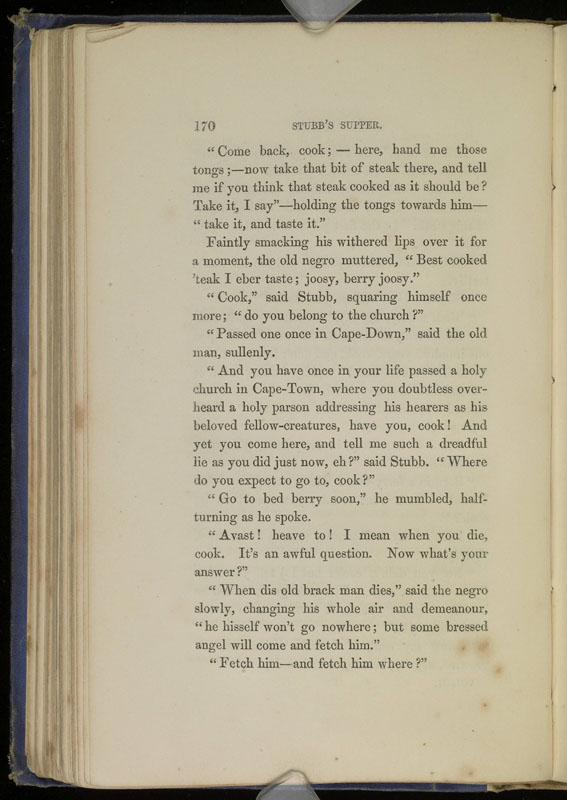 170 STUBB'S SUPPER.
“Come back, cook; — here, hand me those
tongs;—now take that bit of steak there, and tell
me if you think that steak cooked as it should be?
Take it, I say”—holding the tongs towards him—
“take it, and taste it.”
Faintly smacking his withered lips over it for
a moment, the old negro muttered, “Best cooked
'teak I eber taste; joosy, berry joosy.”
“Cook,” said Stubb, squaring himself once
more; “do you belong to the church?”
“Passed one once in Cape-Down,” said the old
man, sullenly.
“And you have once in your life passed a holy
church in Cape-Town, where you doubtless over-
heard a holy parson addressing his hearers as his
beloved fellow-creatures, have you, cook! And
yet you come here, and tell me such a dreadful
lie as you did just now, eh?” said Stubb. “Where
do you expect to go to, cook?”
“Go to bed berry soon,” he mumbled, half-
turning as he spoke.
“Avast! heave to! I mean when you die,
cook. It's an awful question. Now what's your
answer?”
“When dis old brack man dies,” said the negro
slowly, changing his whole air and demeanour,
“he hisself won't go nowhere; but some bressed
angel will come and fetch him.”
“Fetch him—and fetch him where?”